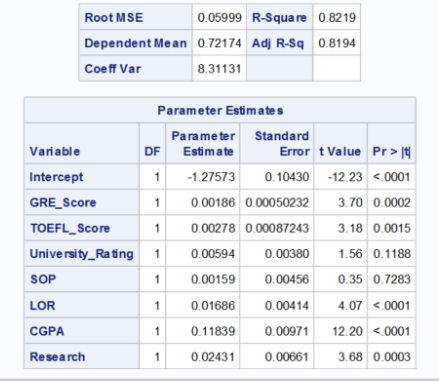 Root MSE 0.05999 R-Square 0.8219
Dependent Mean 0.72174 Adj R-Sq 0.8194
Coeff Var 8.31131
Parameter Estimates
Variable DF Parameter Estimate Standard Error t Value Pr > |t|
Intercept 1 -1.27573 0.10430 -12.23 <.0001
GRE_Score 1 0.00186 0.00050232 3.70 0.0002
TOEFL_Score 1 0.00278 0.00087243 3.18 0.0015
University_Rating 1 0.00594 0.00380 1.56 0.1188
SOP 1 0.00159 0.00456 0.35 0.7283
LOR 1 0.01686 0.00414 4.07 <.0001
CGPA 1 0.11839 0.00971 12.20 <.0001
Research 1 0.02431 0.00661 3.68 0.0003